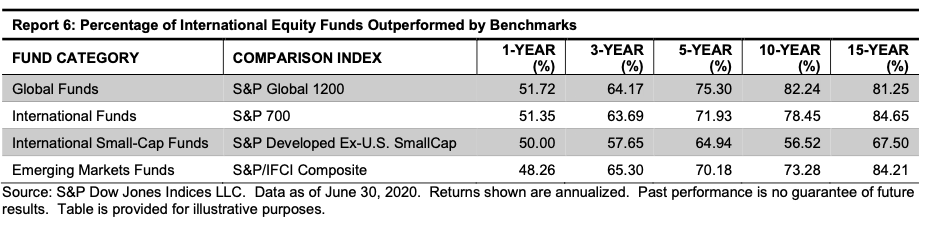 Report 6: Percentage of International Equity Funds Outperformed by Benchmarks
FUND CATEGORY COMPARISON INDEX 1-YEAR (%) 3-YEAR (%) 5-YEAR (%) 10-YEAR (%) 15-YEAR (%)
Global Funds S&P Global 1200 51.72 64.17 75.30 82.24 81.25
International Funds S&P 700 51.35 63.69 71.93 78.45 84.65
International Small-Cap Funds S&P Developed Ex-U.S. SmallCap 50.00 57.65 64.94 56.52 67.50
Emerging Markets Funds S&P/IFCI Composite 48.26 65.30 70.18 73.28 84.21
Source: S&P Dow Jones Indices LLC. Data as of June 30, 2020. Returns shown are annualized. Past performance is no guarantee of future
results. Table is provided for illustrative purposes.